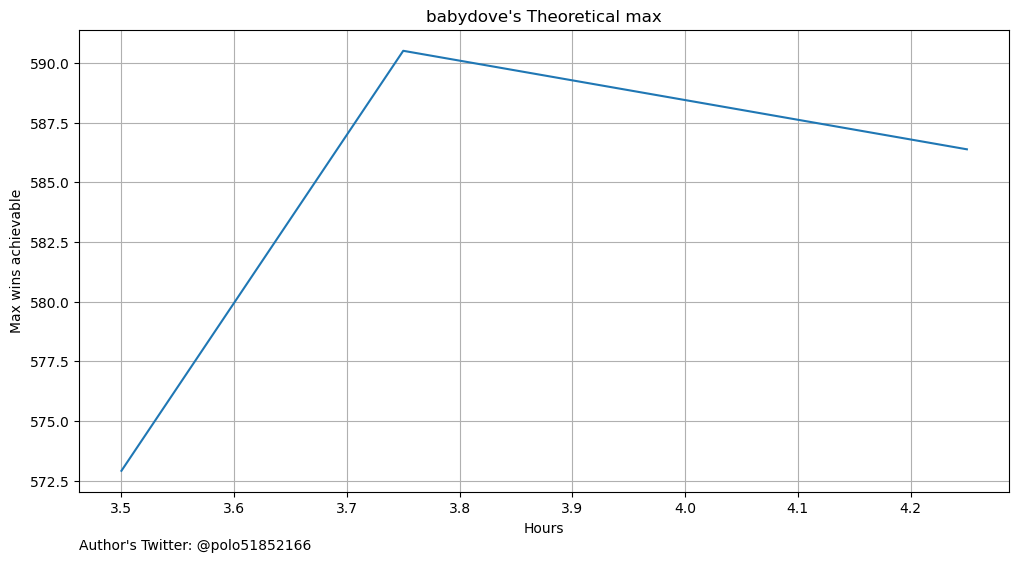 babydove's Theoretical max
Max wins achievable
590.0
587.5
585.0
582.5
580.0
577.5
575.0
572.5
3.5 3.6 3.7 3.8 3.9 4.0 4.1 4.2
Hours
Author's Twitter: @polo51852166